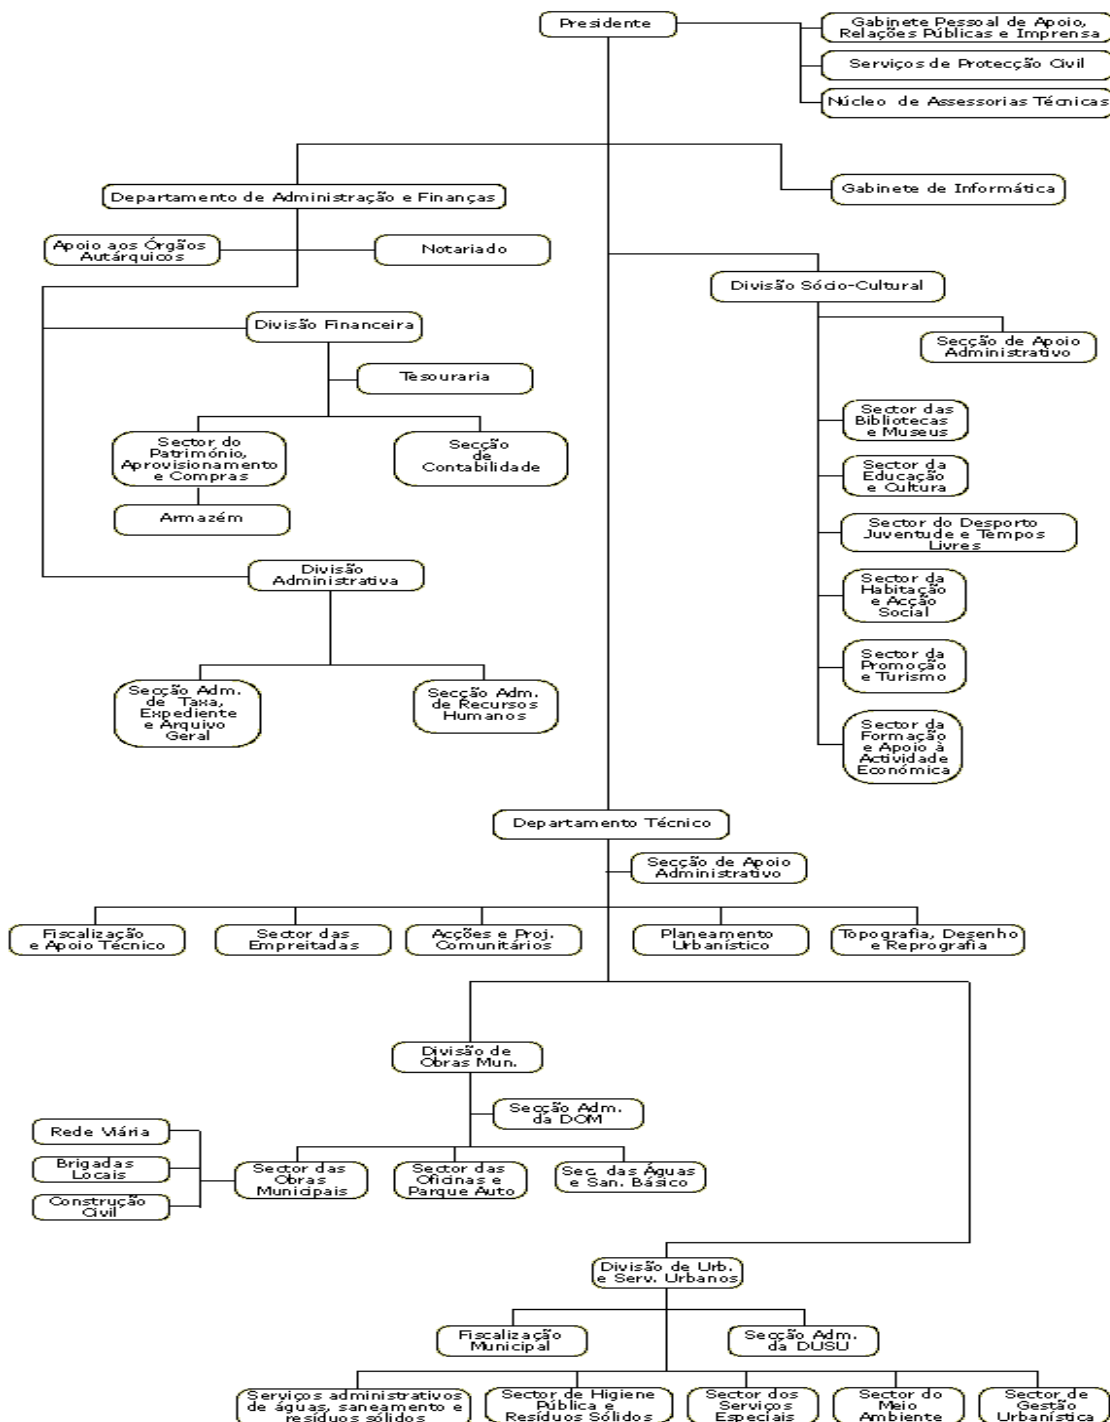 Presidente
Gabinete Pessoal de Apoio,
Relações Públicas e Imprensa
Serviços de Protecção Civil
Núcleo de Assessorias Técnicas
Departamento de Administração e Finanças
Gabinete de Informática
Apoio aos Órgãos
Autárquicos
Notariado
Divisão Sócio-Cultural
Divisão Financeira
Secção de Apoio
Administrativo
Tesouraria
Sector do
Património,
Aprovisionamento
e Compras
Secção
de
Contabilidade
Armazém
Sector das
Bibliotecas
e Museus
Sector da
Educação
e Cultura
Sector do Desporto
Juventude e Tempos
Livres
Divisão
Administrativa
Sector da
Habitação
e Acção
Social
Secção Adm.
de Taxa,
Expediente
e Arquivo
Geral
Secção Adm.
de Recursos
Humanos
Sector da
Promoção
e Turismo
Sector da
Formação
e Apoio à
Actividade
Económica
Departamento Técnico
Secção de Apoio
Administrativo
Fiscalização
e Apoio Técnico
Sector das
Empreitadas
Acções e Proj.
Comunitários
Planeamento
Urbanístico
Topografia, Desenho
e Reprografia
Divisão de
Obras Mun.
Secção Adm.
da DOM
Rede Viária
Brigadas
Locais
Construção
Civil
Sector das
Obras
Municipais
Sector das
Oficinas e
Parque Auto
Sec. das Águas
e San. Básico
Divisão de Urb.
e Serv. Urbanos
Fiscalização
Municipal
Secção Adm.
da DUSU
Serviços administrativos
de águas, saneamento e
resíduos sólidos
Sector de Higiene
Pública e
Resíduos Sólidos
Sector dos
Serviços
Especiais
Sector do
Meio
Ambiente
Sector de
Gestão
Urbanística